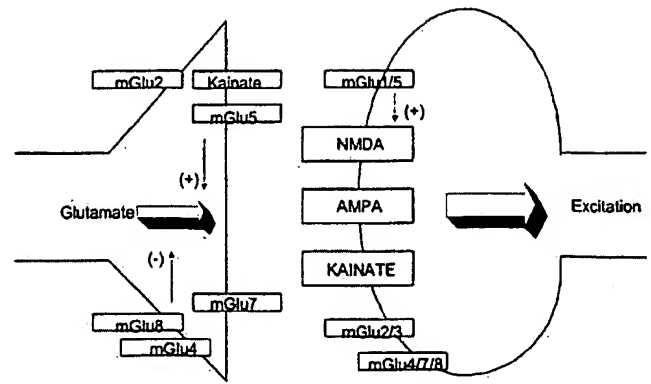 mGlu2 Kainate mGlu1/5
mGlu5 (+)
NMDA
(+)
Glutamate AMPA Excitation
(-)
KAINATE
mGlu7
mGlu8 mGlu2/3
mGlu4 mGlu4/7/8